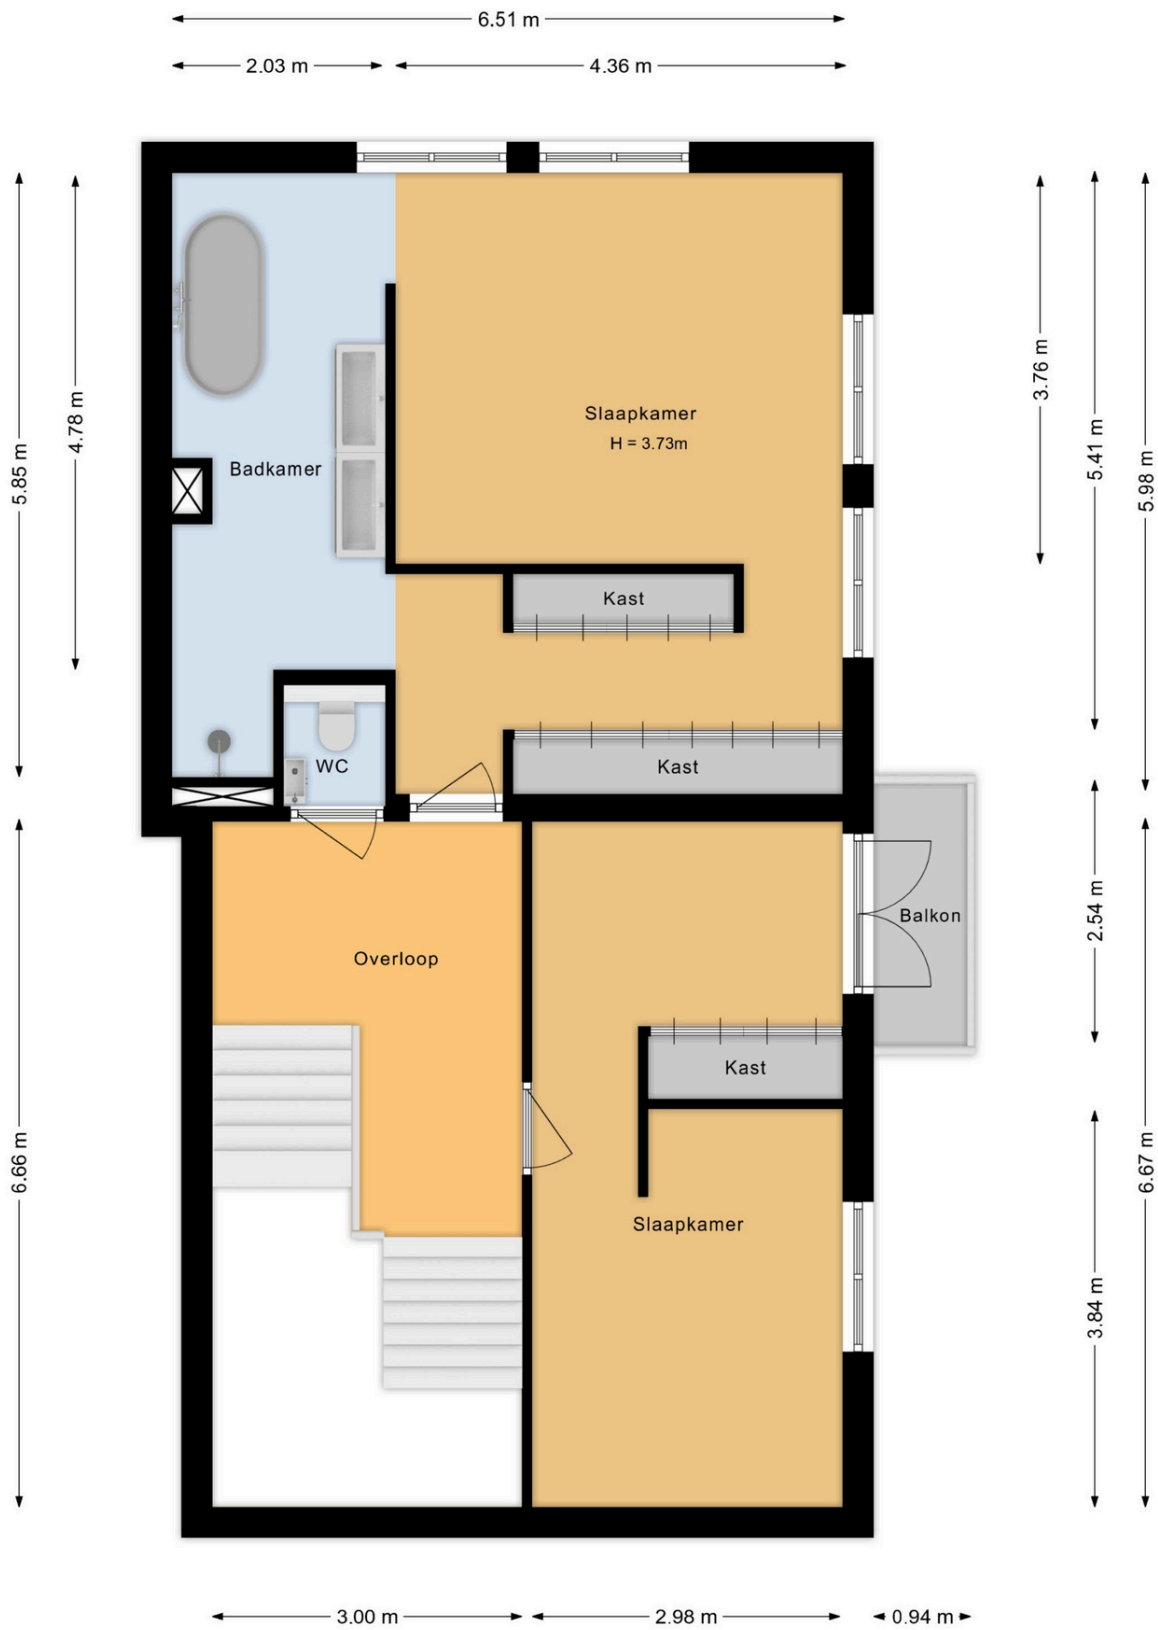 6.51 m
2.03 m
4.36 m
5.85 m
4.78 m
3.76 m
5.41 m
5.98 m
Slaapkamer
H = 3.73m
Badkamer
Kast
Kast
WC
Balkon
2.54 m
Overloop
Kast
6.66 m
6.67 m
Slaapkamer
3.84 m
3.00 m
2.98 m
0.94 m